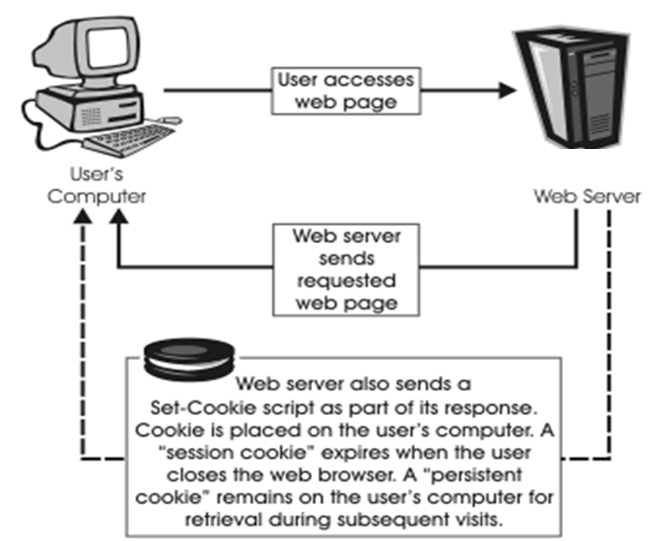 User accesses
web page
User's
Computer
Web Server
Web server
sends
requested
web page
Web server also sends a
Set-Cookie script as part of its response.
Cookie is placed on the user's computer. A
“session cookie” expires when the user
closes the web browser. A “persistent
cookie” remains on the user's computer for
retrieval during subsequent visits.